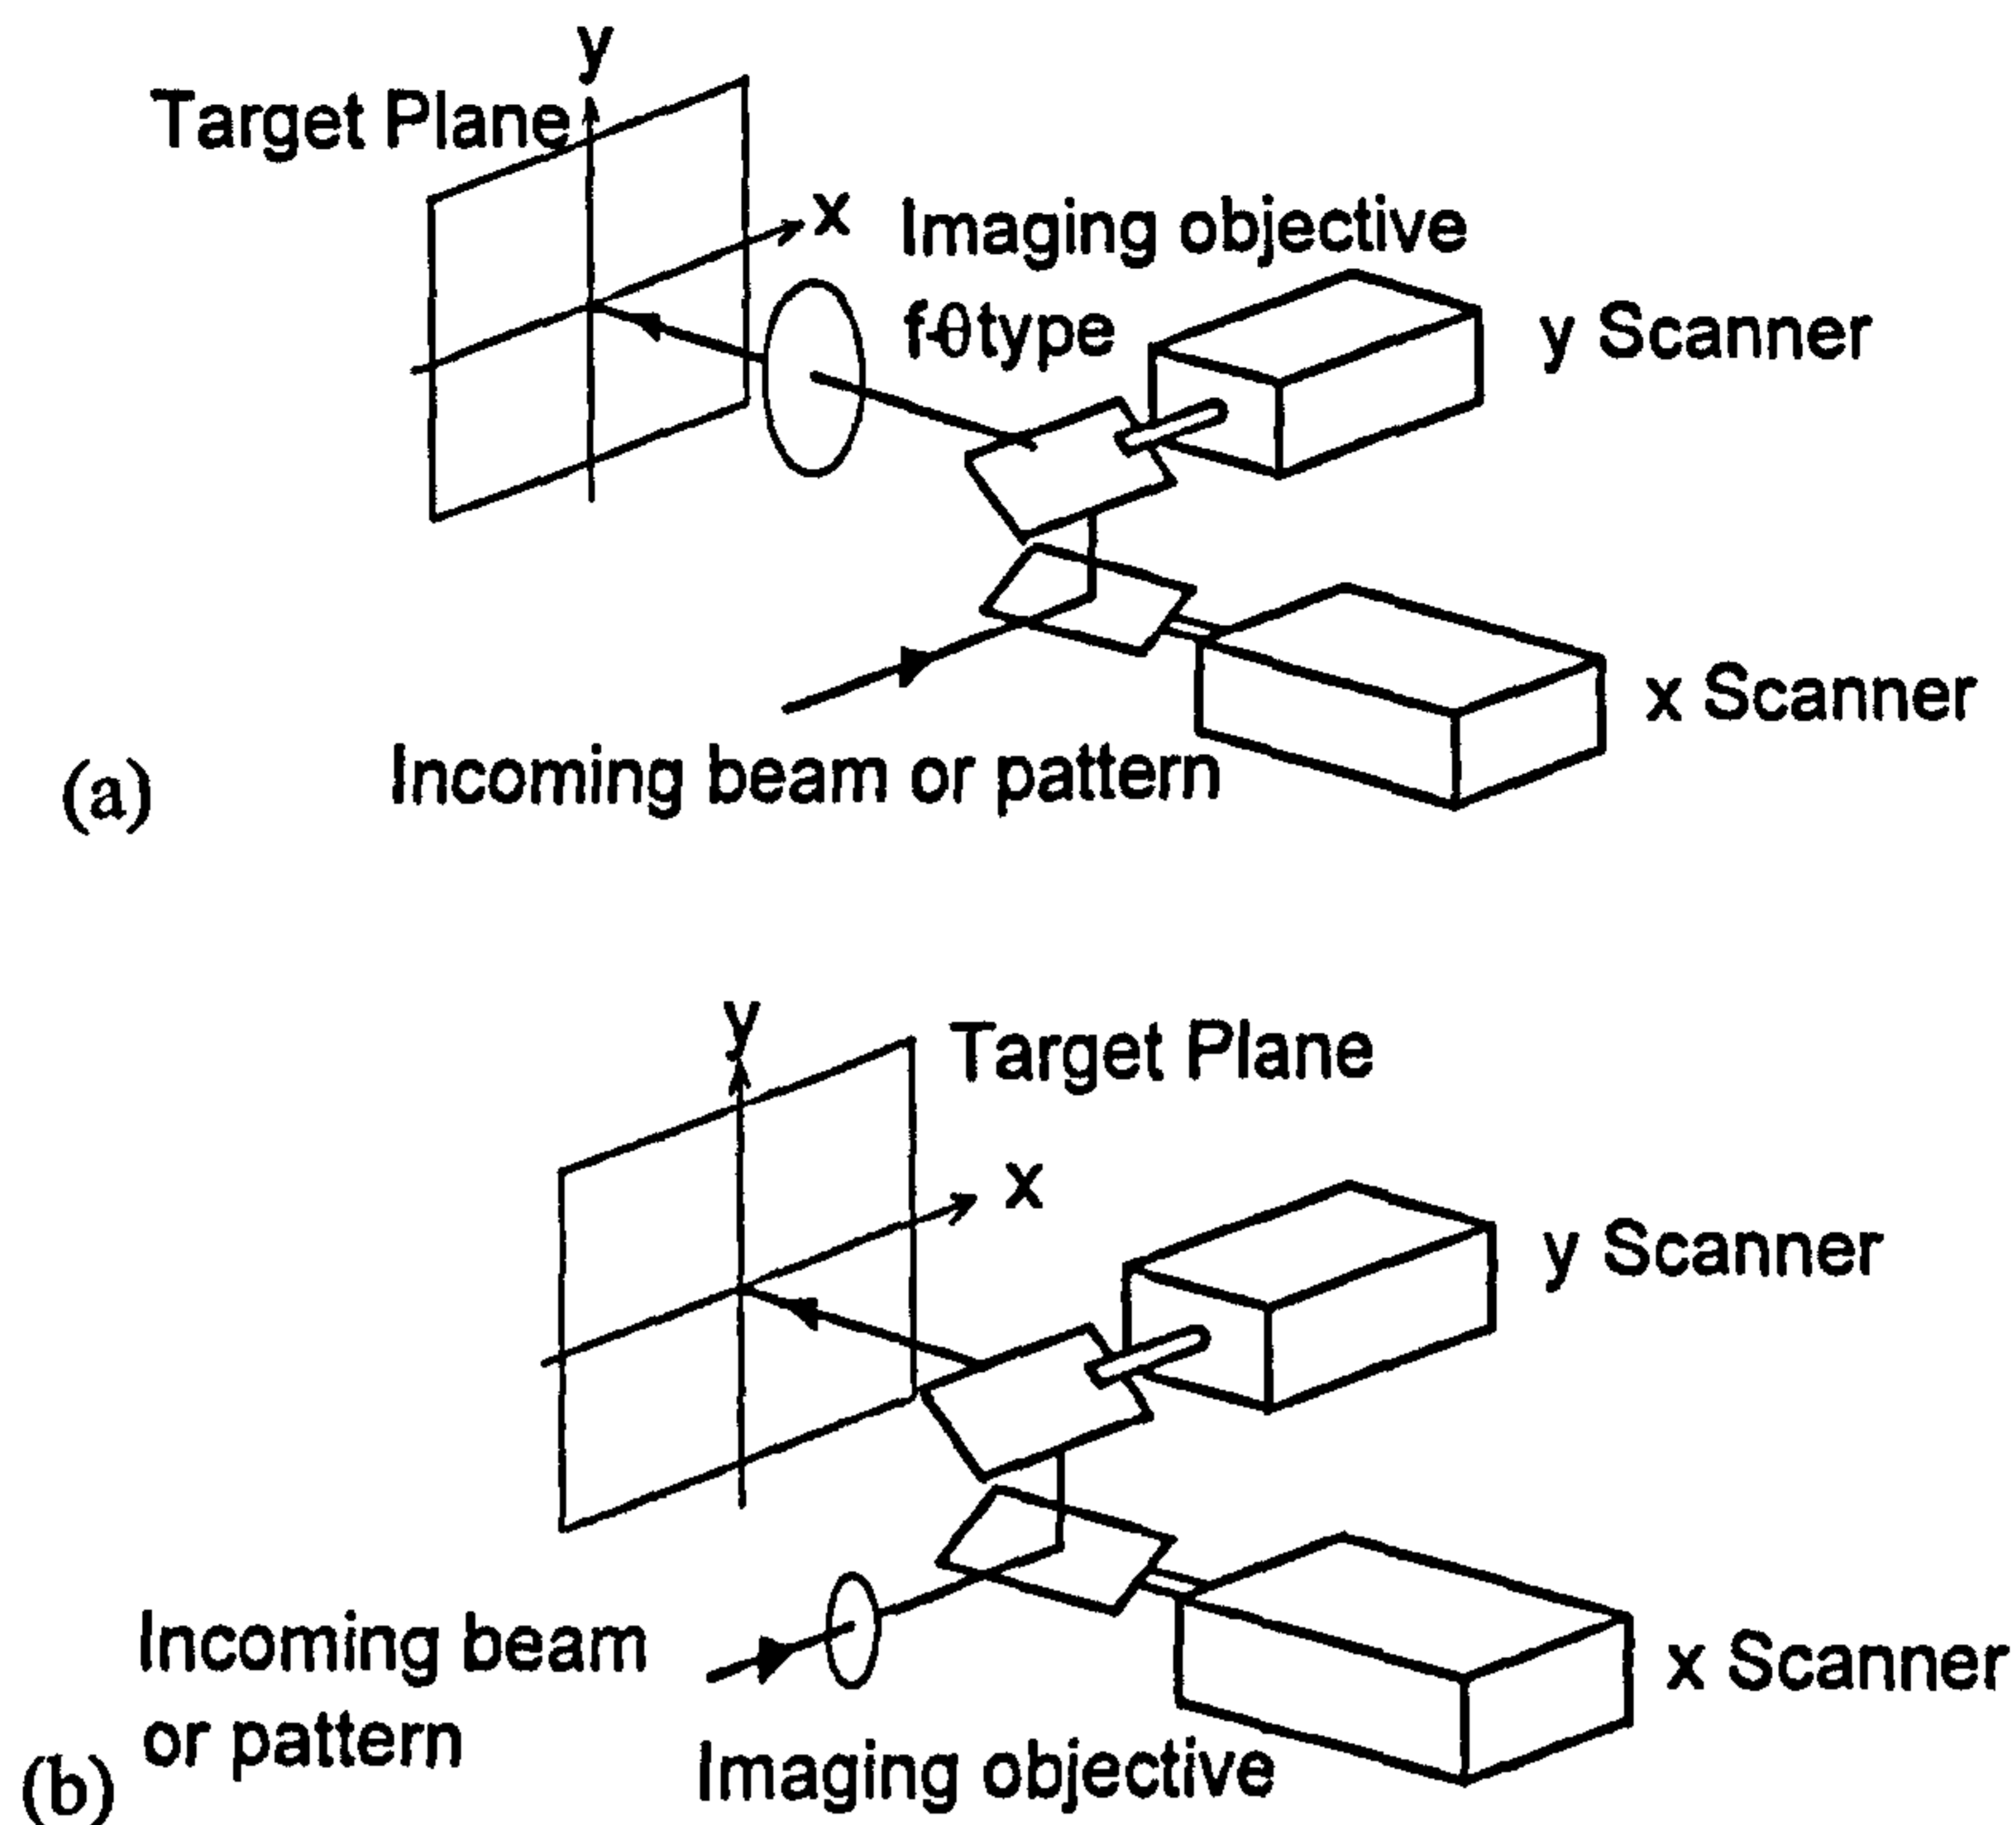 y
Target Plane
x
Imaging objective
f-θ type
y Scanner
x Scanner
Incoming beam or pattern
(a)
y
Target Plane
x
y Scanner
Incoming beam
or pattern
x Scanner
Imaging objective
(b)